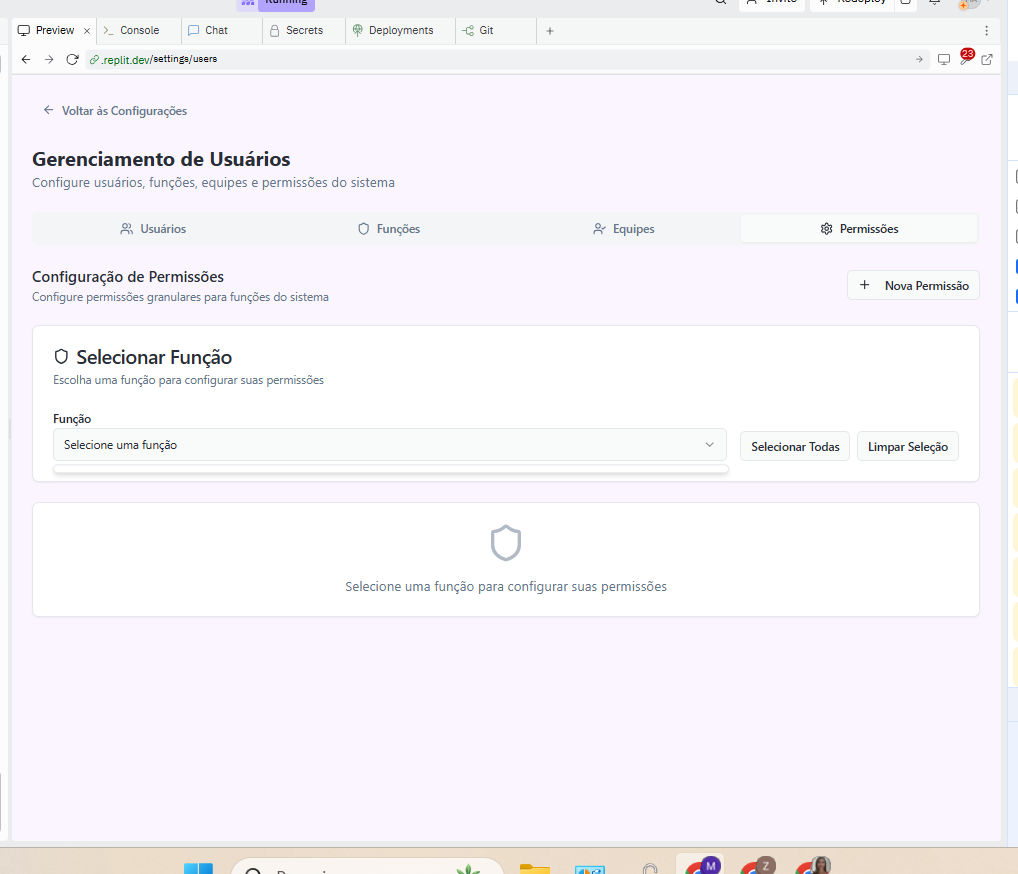 Running
Invite
Redeploy
Preview
Console
Chat
Secrets
Deployments
Git
.replit.dev/settings/users
23
Voltar às Configurações
Gerenciamento de Usuários
Configure usuários, funções, equipes e permissões do sistema
Usuários
Funções
Equipes
Permissões
Configuração de Permissões
Configure permissões granulares para funções do sistema
Nova Permissão
Selecionar Função
Escolha uma função para configurar suas permissões
Função
Selecione uma função
Selecionar Todas
Limpar Seleção
Selecione uma função para configurar suas permissões
M
Z